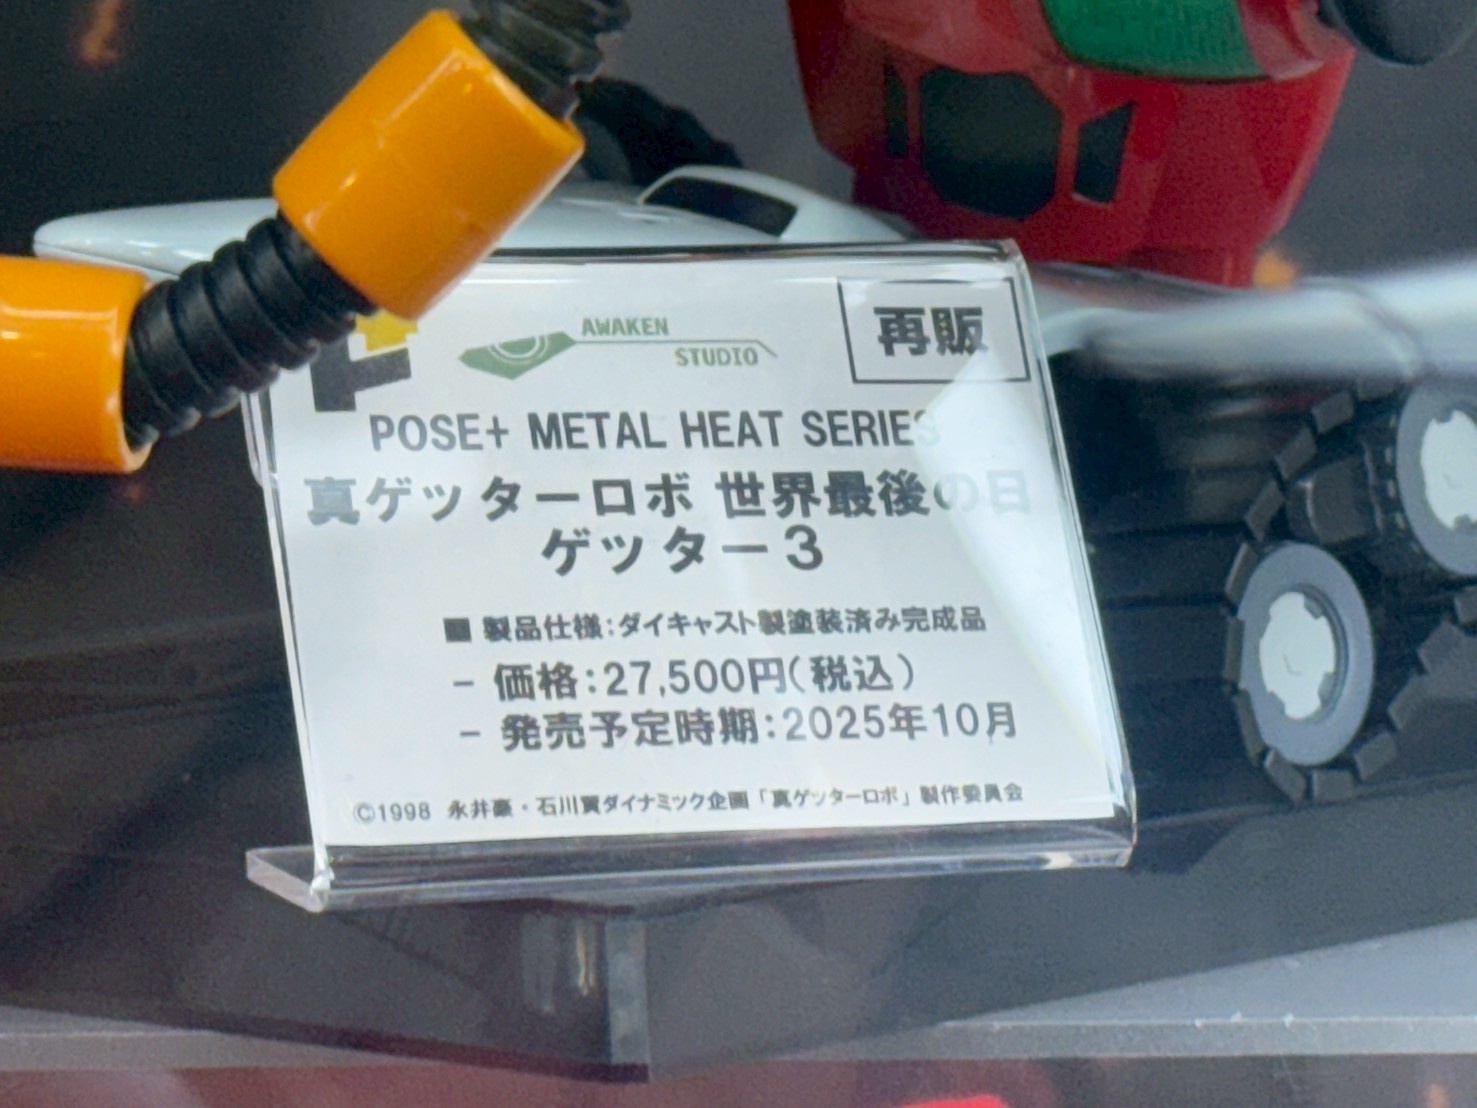 AWAKEN
STUDIO
再販
POSE+ METAL HEAT SERIES
真ゲッターロボ 世界最後の日
ゲッター3
■ 製品仕様：ダイキャスト製塗装済み完成品
- 価格：27,500円（税込）
- 発売予定時期：2025年10月
©1998 永井豪・石川賢ダイナミック企画「真ゲッターロボ」製作委員会